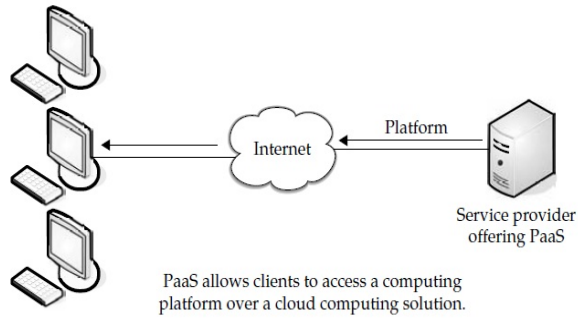 Platform
Internet
Service provider
offering PaaS
PaaS allows clients to access a computing
platform over a cloud computing solution.